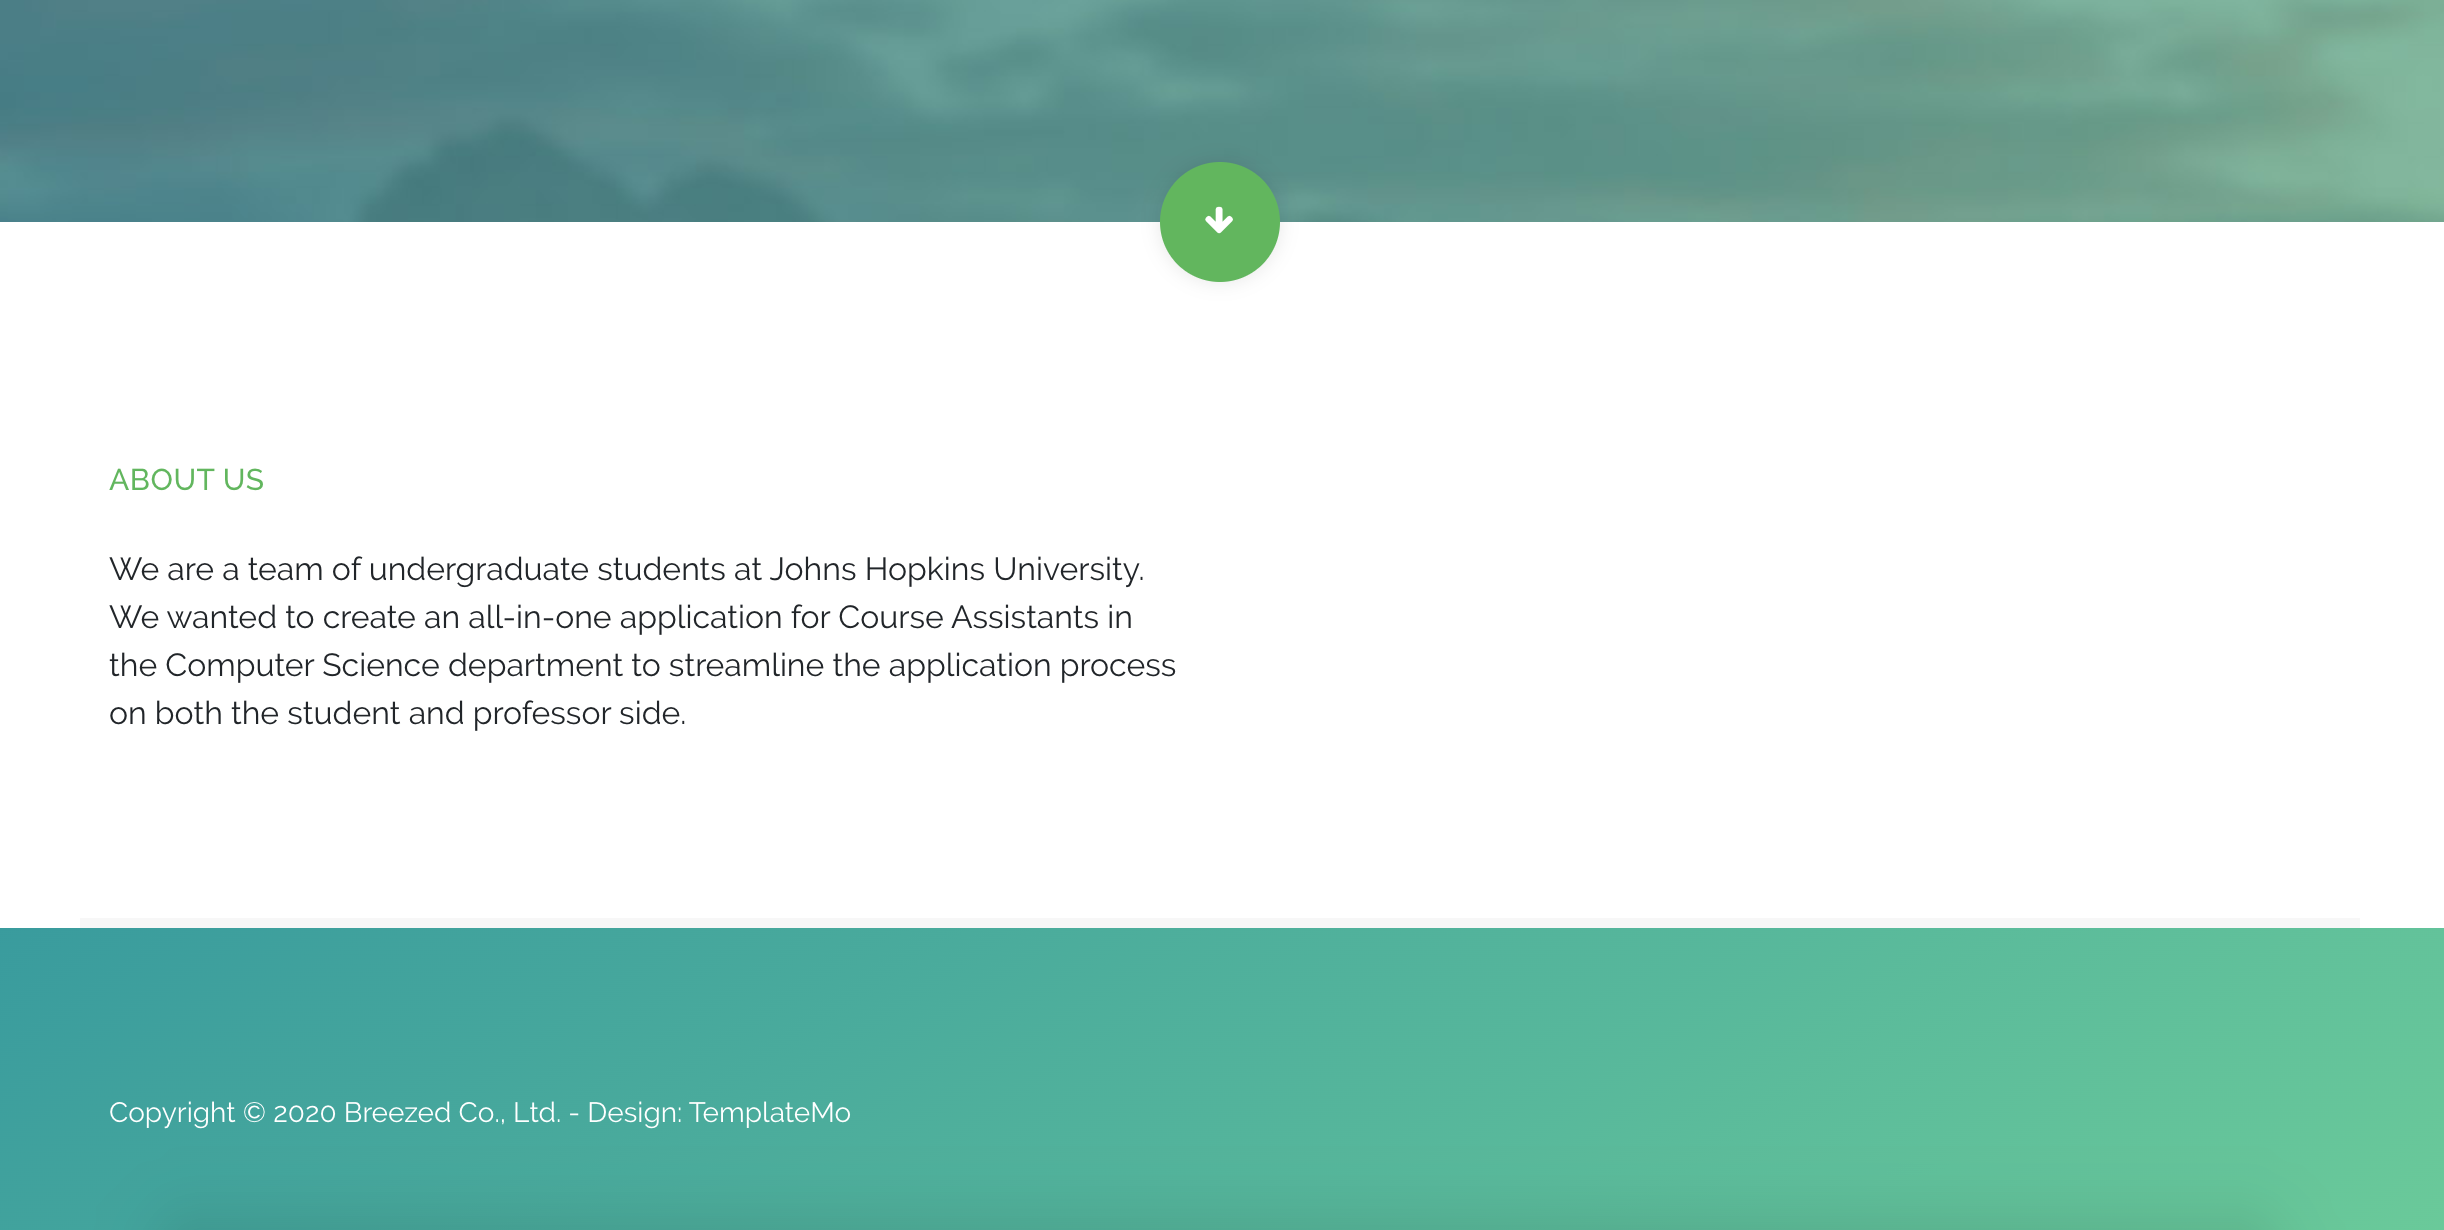 ABOUT US
We are a team of undergraduate students at Johns Hopkins University.
We wanted to create an all-in-one application for Course Assistants in
the Computer Science department to streamline the application process
on both the student and professor side.
Copyright © 2020 Breezed Co., Ltd. - Design: TemplateMo